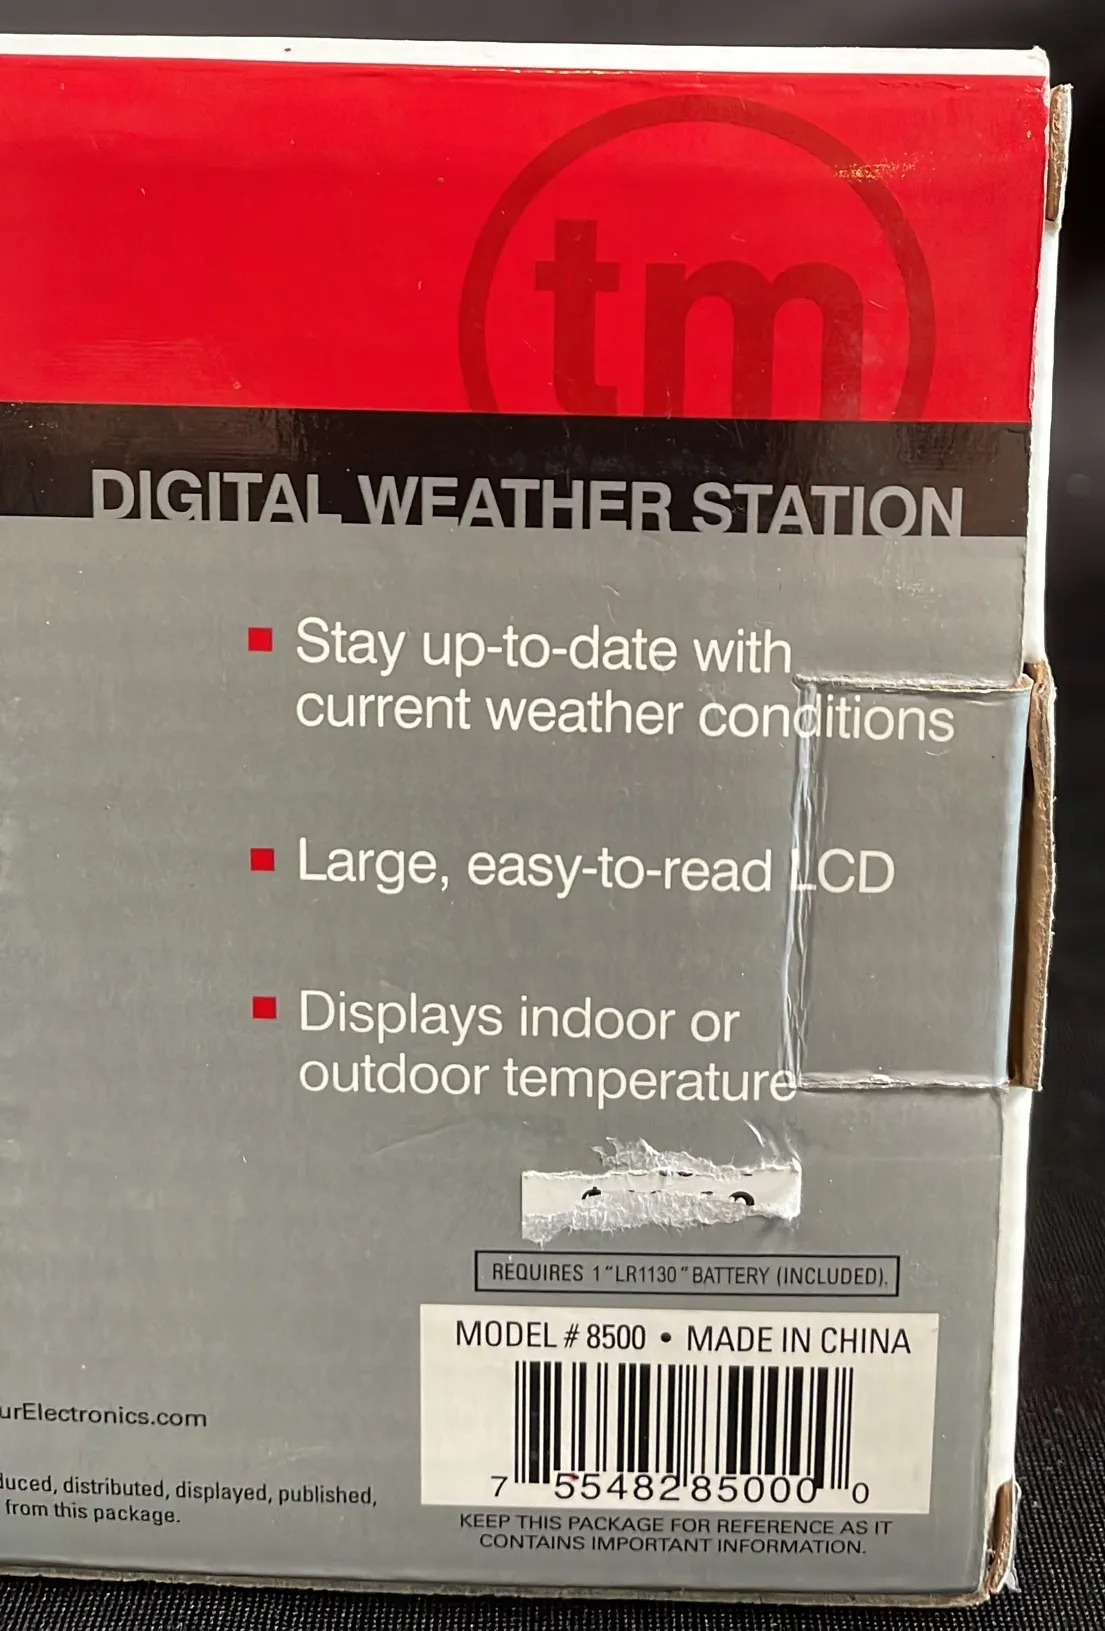 tm
DIGITAL WEATHER STATION
Stay up-to-date with
current weather conditions
Large, easy-to-read LCD
Displays indoor or
outdoor temperature
REQUIRES 1 "LR1130" BATTERY (INCLUDED).
MODEL # 8500 • MADE IN CHINA
7 55482 85000 0
urElectronics.com
duced, distributed, displayed, published,
from this package.
KEEP THIS PACKAGE FOR REFERENCE AS IT
CONTAINS IMPORTANT INFORMATION.